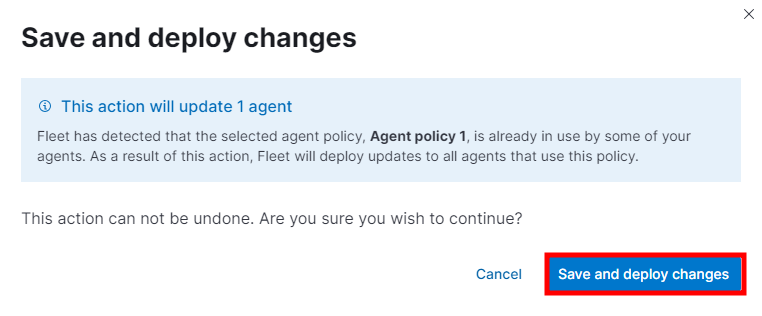 Save and deploy changes
This action will update 1 agent
Fleet has detected that the selected agent policy, Agent policy 1, is already in use by some of your
agents. As a result of this action, Fleet will deploy updates to all agents that use this policy.
This action can not be undone. Are you sure you wish to continue?
Cancel
Save and deploy changes